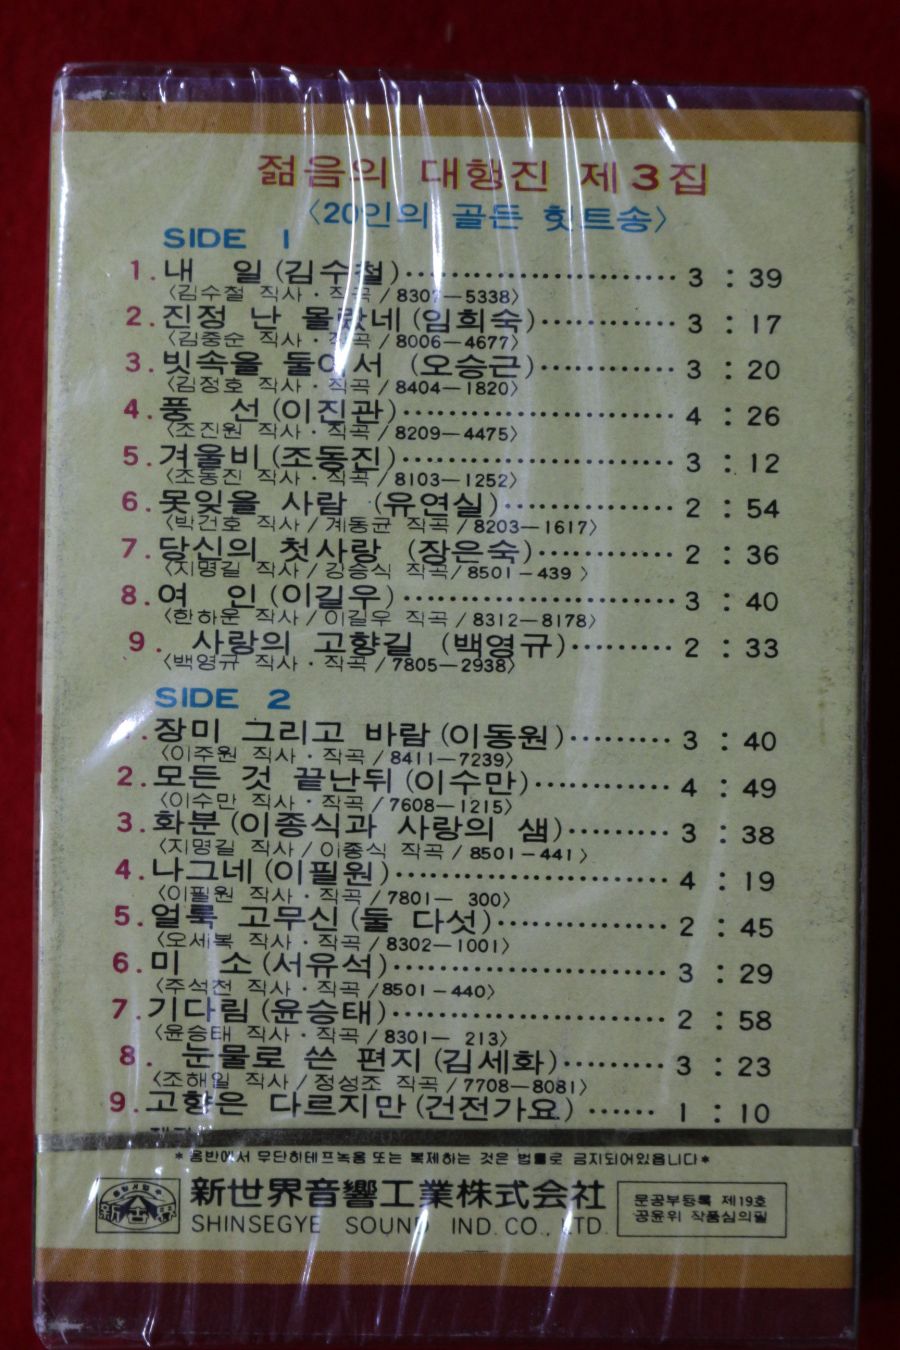 젊음의 대행진 제3집
〈20인의 골든 힛트송〉
SIDE 1
1. 내 일 (김수철) 3 : 39
〈김수철 작사 · 작곡 / 8307—5338〉
2. 진정 난 몰랐네 (임희숙) 3 : 17
〈김중순 작사 · 작곡 / 8006—4677〉
3. 빗속을 둘이서 (오승근) 3 : 20
〈김정호 작사 · 작곡 / 8404—1820〉
4. 풍 선 (이진관) 4 : 26
〈조진원 작사 · 작곡 / 8209—4475〉
5. 겨울비 (조동진) 3 : 12
〈조동진 작사 · 작곡 / 8103—1252〉
6. 못잊을 사람 (유연실) 2 : 54
〈박건호 작사 / 계동균 작곡 / 8203—1617〉
7. 당신의 첫사랑 (장은숙) 2 : 36
〈지명길 작사 / 강승식 작곡 / 8501—439 〉
8. 여 인 (이길우) 3 : 40
〈한하운 작사 / 이길우 작곡 / 8312—8178〉
9. 사랑의 고향길 (백영규) 2 : 33
〈백영규 작사 · 작곡 / 7805—2938〉
SIDE 2
. 장미 그리고 바람 (이동원) 3 : 40
〈이주원 작사 · 작곡 / 8411—7239〉
2. 모든 것 끝난뒤 (이수만) 4 : 49
〈이수만 작사 · 작곡 / 7608—1215〉
3. 화분 (이종식과 사랑의 샘) 3 : 38
〈지명길 작사 / 이종식 작곡 / 8501—441 〉
4. 나그네 (이필원) 4 : 19
〈이필원 작사 · 작곡 / 7801— 300〉
5. 얼룩 고무신 (둘 다섯) 2 : 45
〈오세복 작사 · 작곡 / 8302—1001〉
6. 미 소 (서유석) 3 : 29
〈주석천 작사 · 작곡 / 8501—440〉
7. 기다림 (윤승태) 2 : 58
〈윤승태 작사 · 작곡 / 8301— 213〉
8. 눈물로 쓴 편지 (김세화) 3 : 23
〈조해일 작사 / 정성조 작곡 / 7708—8081〉
9. 고향은 다르지만 (건전가요) 1 : 10
* 음반에서 무단히테프녹음 또는 복제하는 것은 법률로 금지되어있읍니다*
新世界音響工業株式会社
SHINSEGYE SOUND IND. CO., LTD.
문공부등록 제19호
공윤위 작품심의필